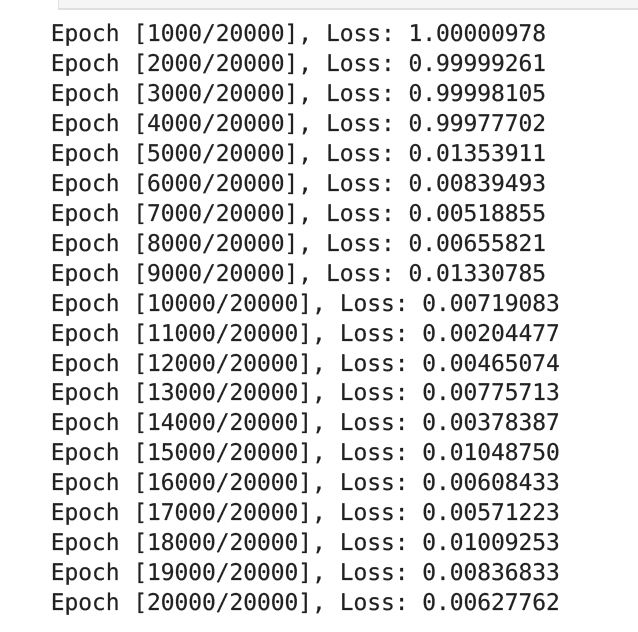 Epoch [1000/20000], Loss: 1.00000978
Epoch [2000/20000], Loss: 0.99999261
Epoch [3000/20000], Loss: 0.99998105
Epoch [4000/20000], Loss: 0.99977702
Epoch [5000/20000], Loss: 0.01353911
Epoch [6000/20000], Loss: 0.00839493
Epoch [7000/20000], Loss: 0.00518855
Epoch [8000/20000], Loss: 0.00655821
Epoch [9000/20000], Loss: 0.01330785
Epoch [10000/20000], Loss: 0.00719083
Epoch [11000/20000], Loss: 0.00204477
Epoch [12000/20000], Loss: 0.00465074
Epoch [13000/20000], Loss: 0.00775713
Epoch [14000/20000], Loss: 0.00378387
Epoch [15000/20000], Loss: 0.01048750
Epoch [16000/20000], Loss: 0.00608433
Epoch [17000/20000], Loss: 0.00571223
Epoch [18000/20000], Loss: 0.01009253
Epoch [19000/20000], Loss: 0.00836833
Epoch [20000/20000], Loss: 0.00627762